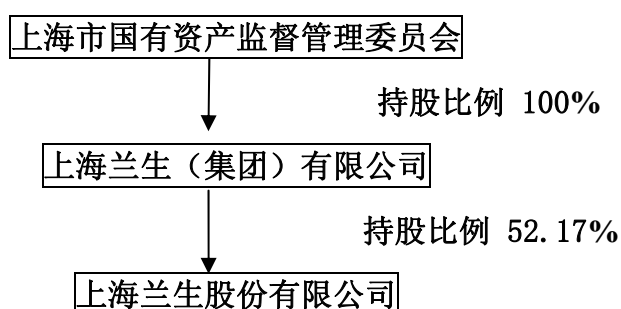 上海市国有资产监督管理委员会
持股比例 100%
上海兰生（集团）有限公司
持股比例 52.17%
上海兰生股份有限公司